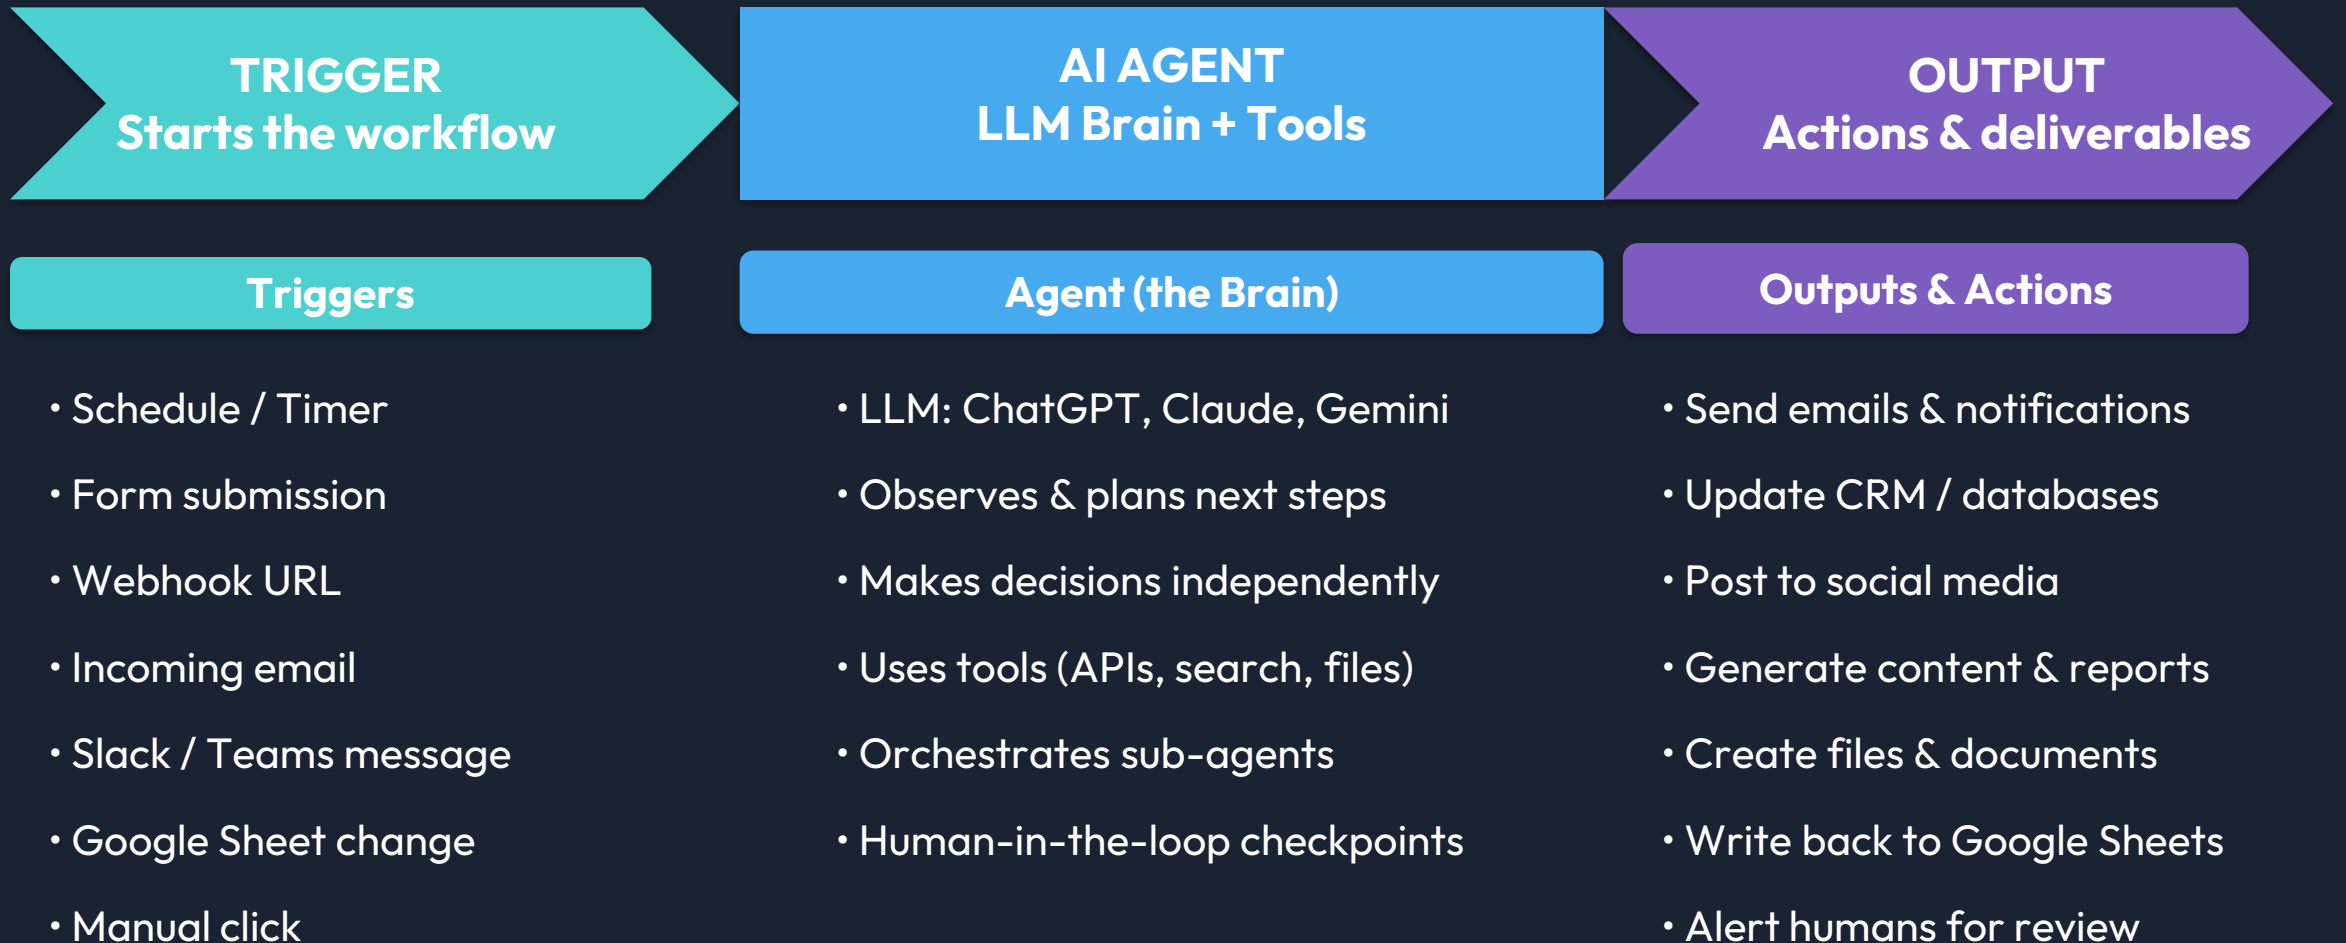 TRIGGER
Starts the workflow
AI AGENT
LLM Brain + Tools
OUTPUT
Actions & deliverables
Triggers
• Schedule / Timer
• Form submission
• Webhook URL
• Incoming email
• Slack / Teams message
• Google Sheet change
• Manual click
Agent (the Brain)
• LLM: ChatGPT, Claude, Gemini
• Observes & plans next steps
• Makes decisions independently
• Uses tools (APIs, search, files)
• Orchestrates sub-agents
• Human-in-the-loop checkpoints
Outputs & Actions
• Send emails & notifications
• Update CRM / databases
• Post to social media
• Generate content & reports
• Create files & documents
• Write back to Google Sheets
• Alert humans for review